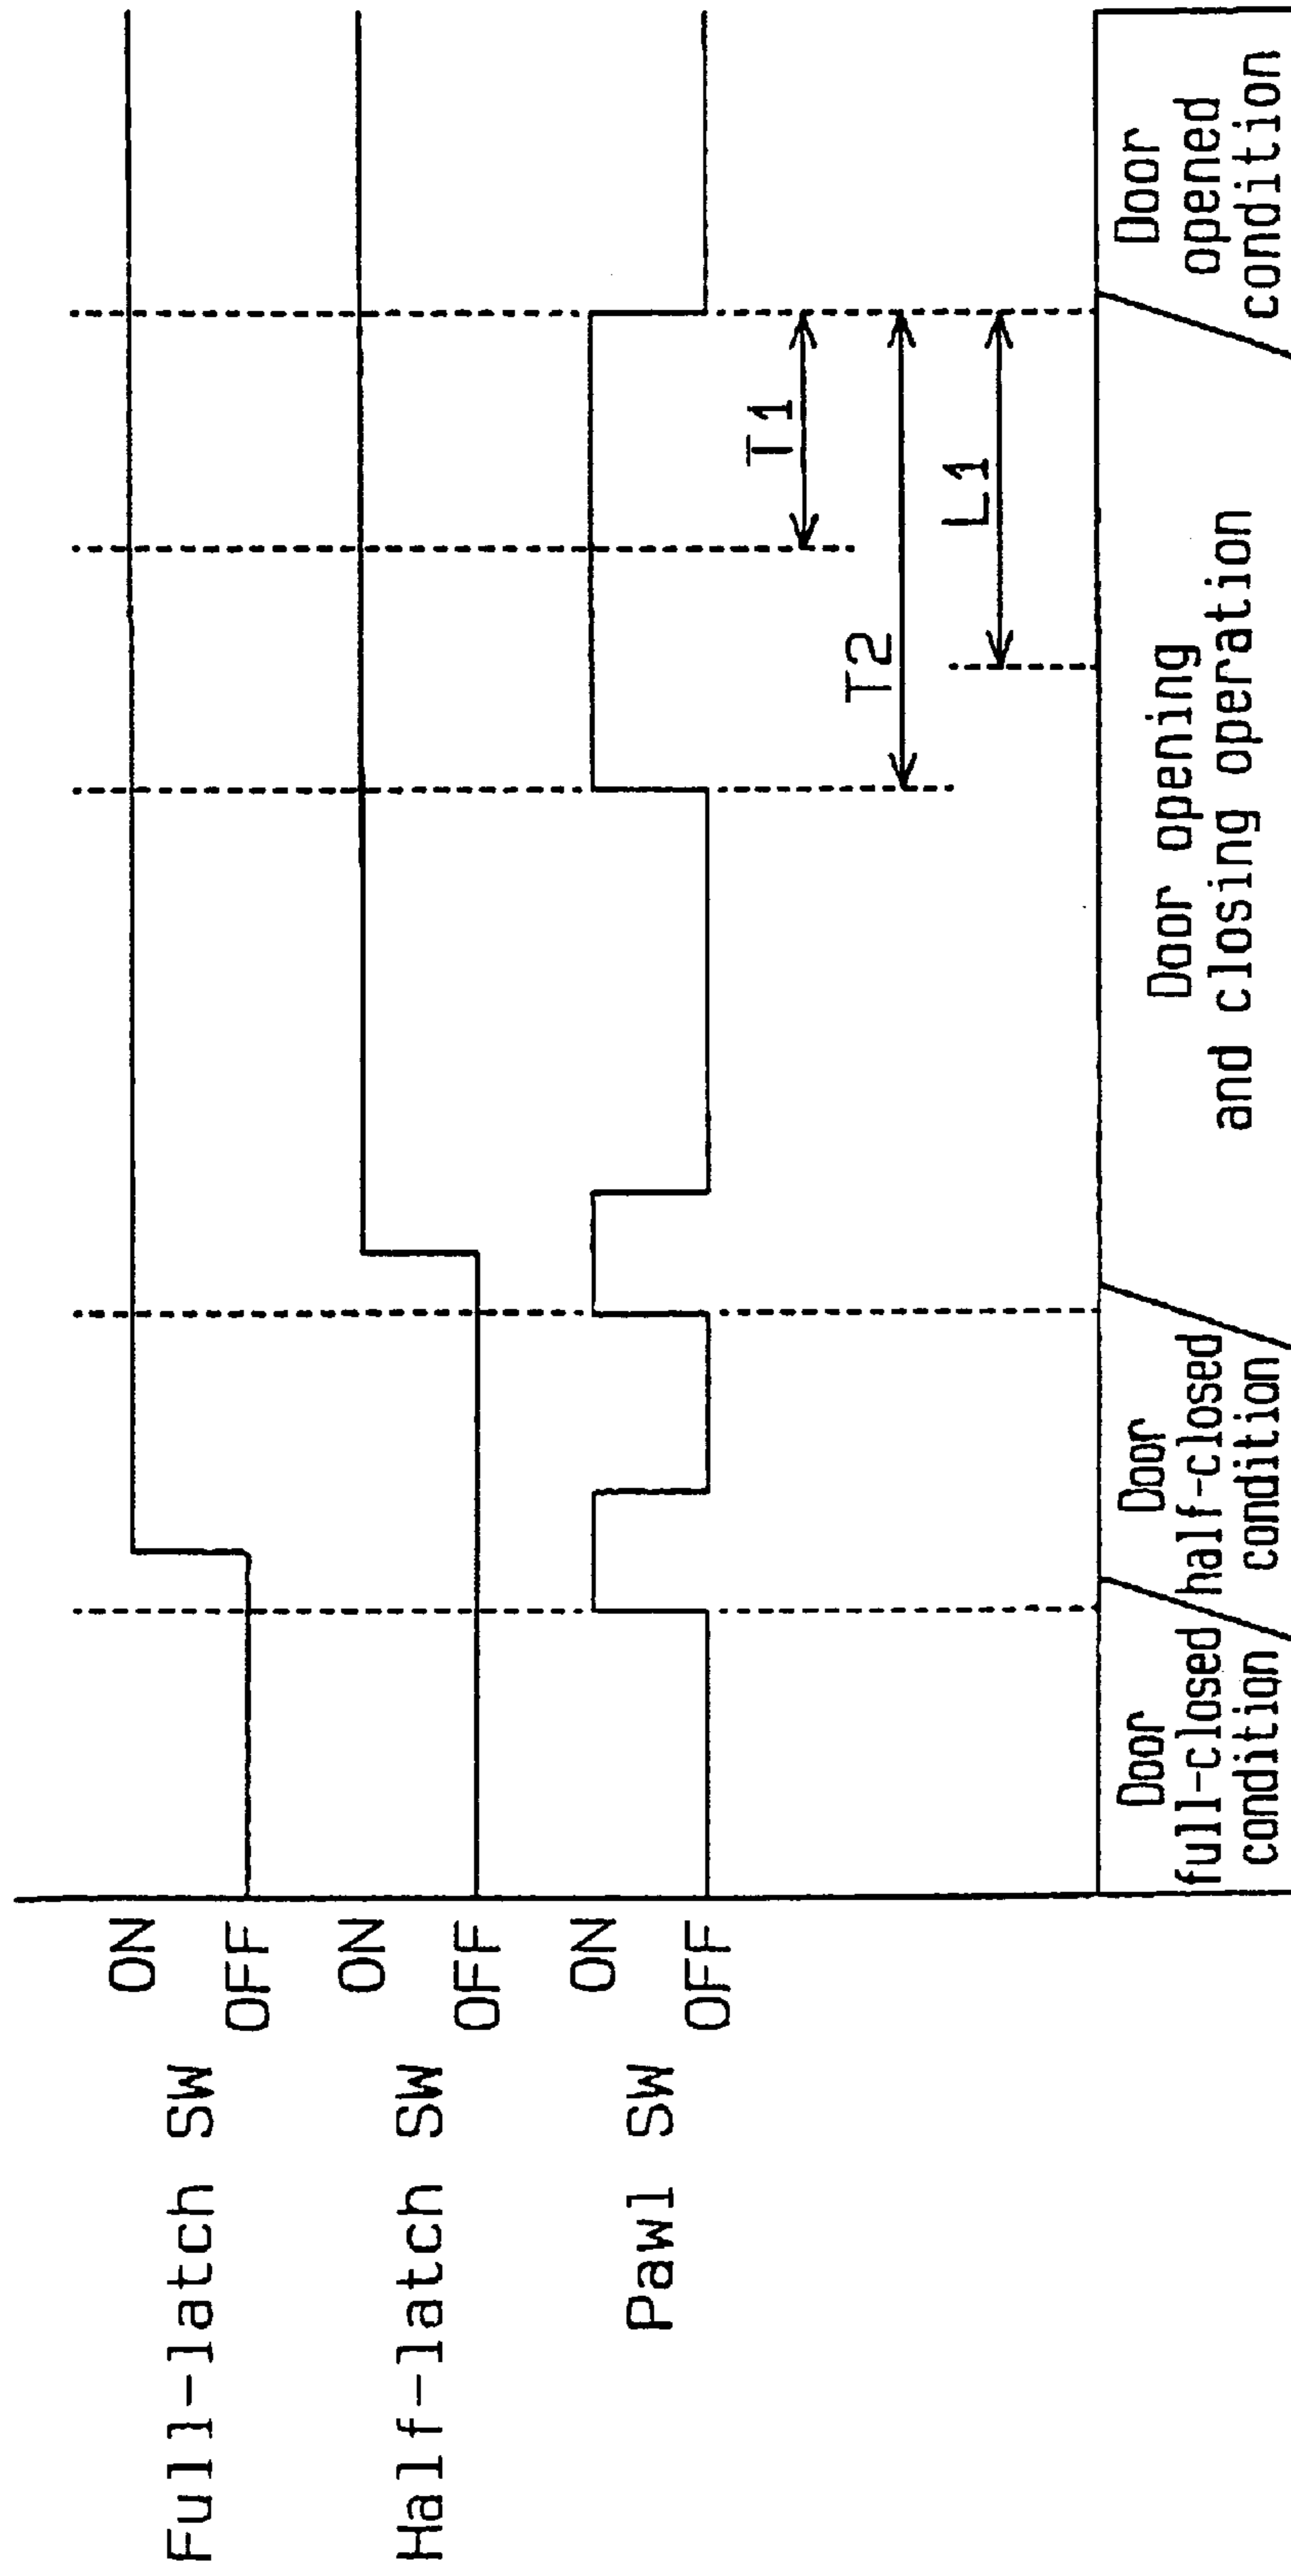 Full-latch SW
ON
OFF
Half-latch SW
ON
OFF
Pawl SW
ON
OFF
T1
T2
L1
Door
full-closed
condition
Door
half-closed
condition
Door opening
and closing operation
Door
opened
condition